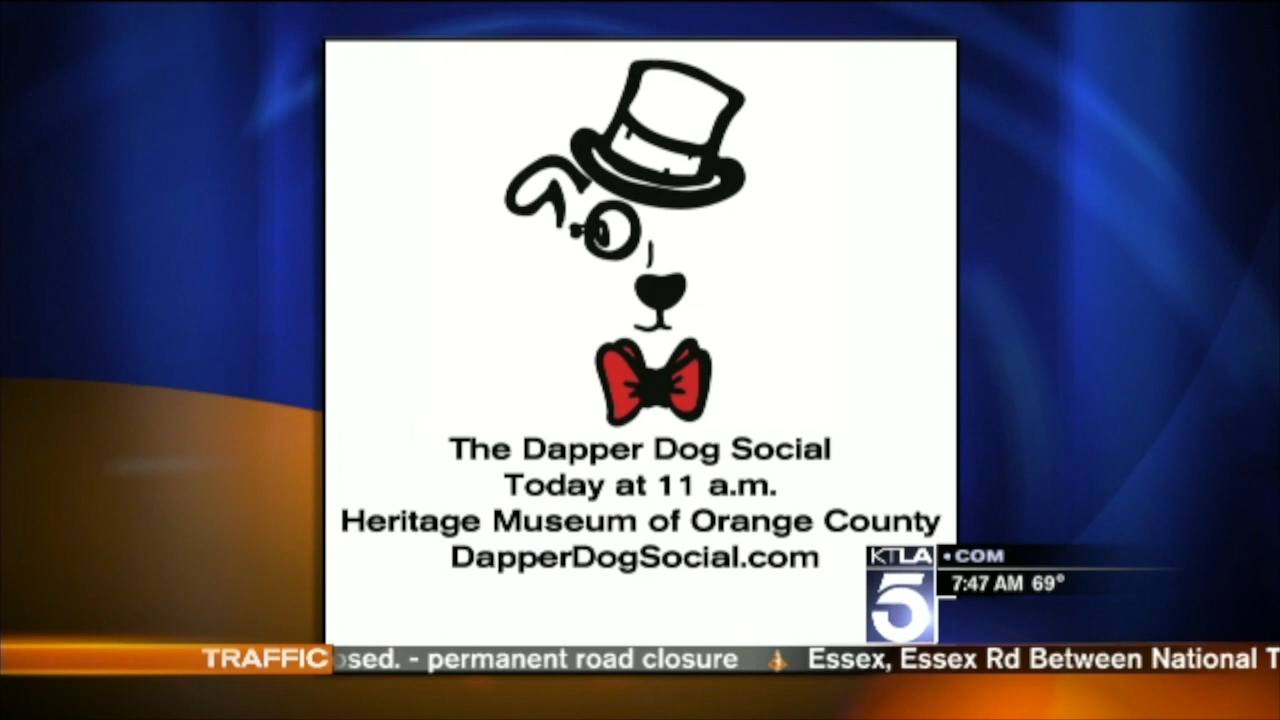 The Dapper Dog Social
Today at 11 a.m.
Heritage Museum of Orange County
DapperDogSocial.com
KTLA • COM
5 7:47 AM 69°
TRAFFIC osed. - permanent road closure Essex, Essex Rd Between National T